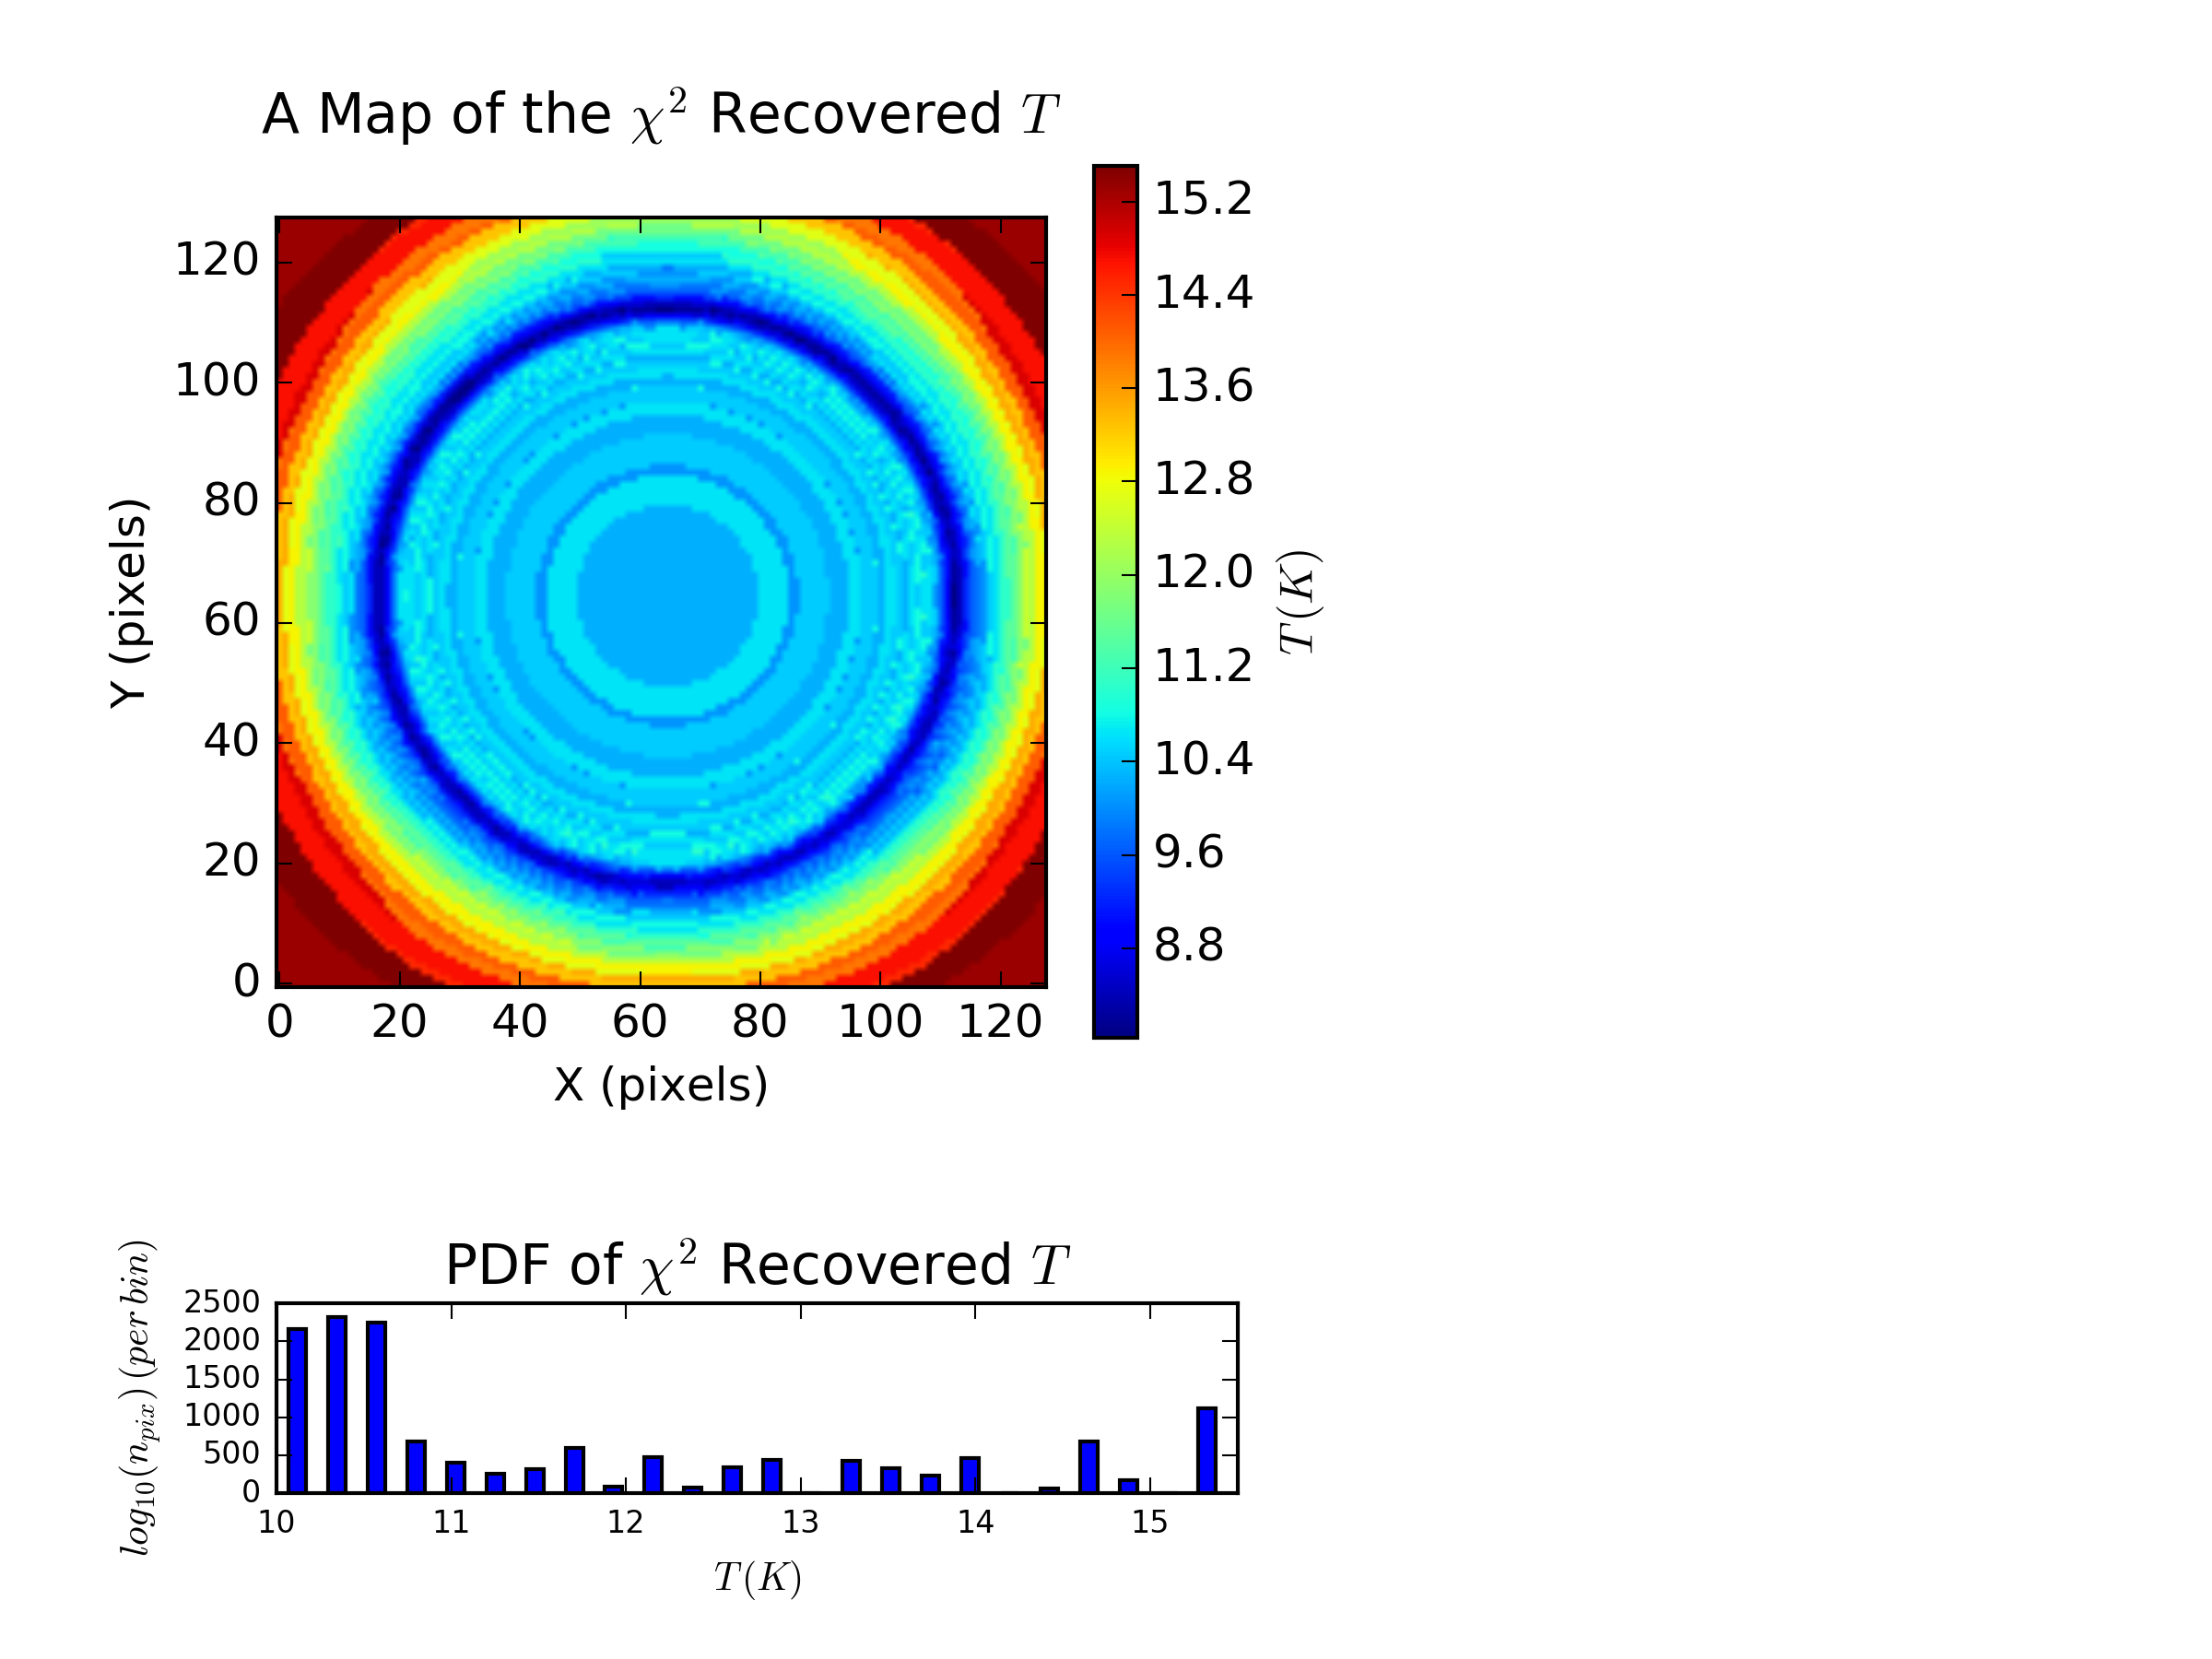 A Map of the χ² Recovered T
120
100
80
60
40
20
0
0 20 40 60 80 100 120
X (pixels)
Y (pixels)
15.2
14.4
13.6
12.8
12.0
11.2
10.4
9.6
8.8
T(K)
PDF of χ² Recovered T
2500
2000
1500
1000
500
0
10 11 12 13 14 15
T(K)
log₁₀(n_pix) (per bin)